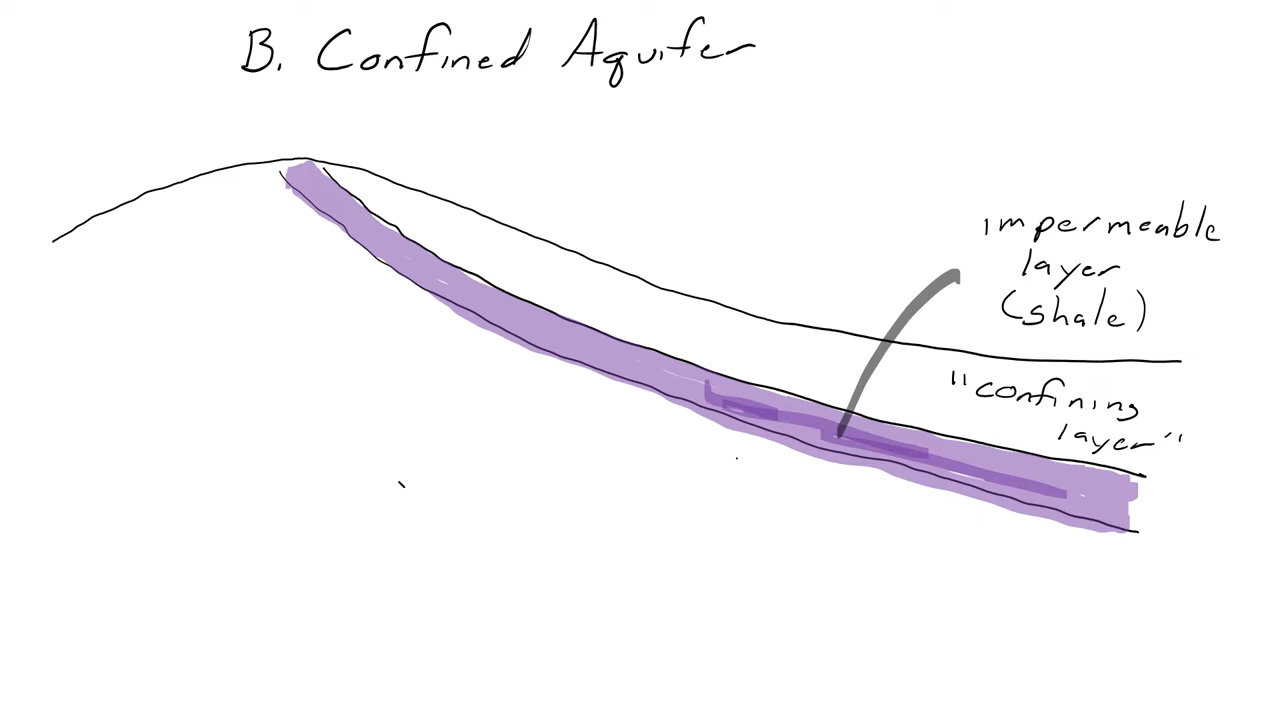 B. Confined Aquifer
impermeable
layer
(shale)
"confining
layer"